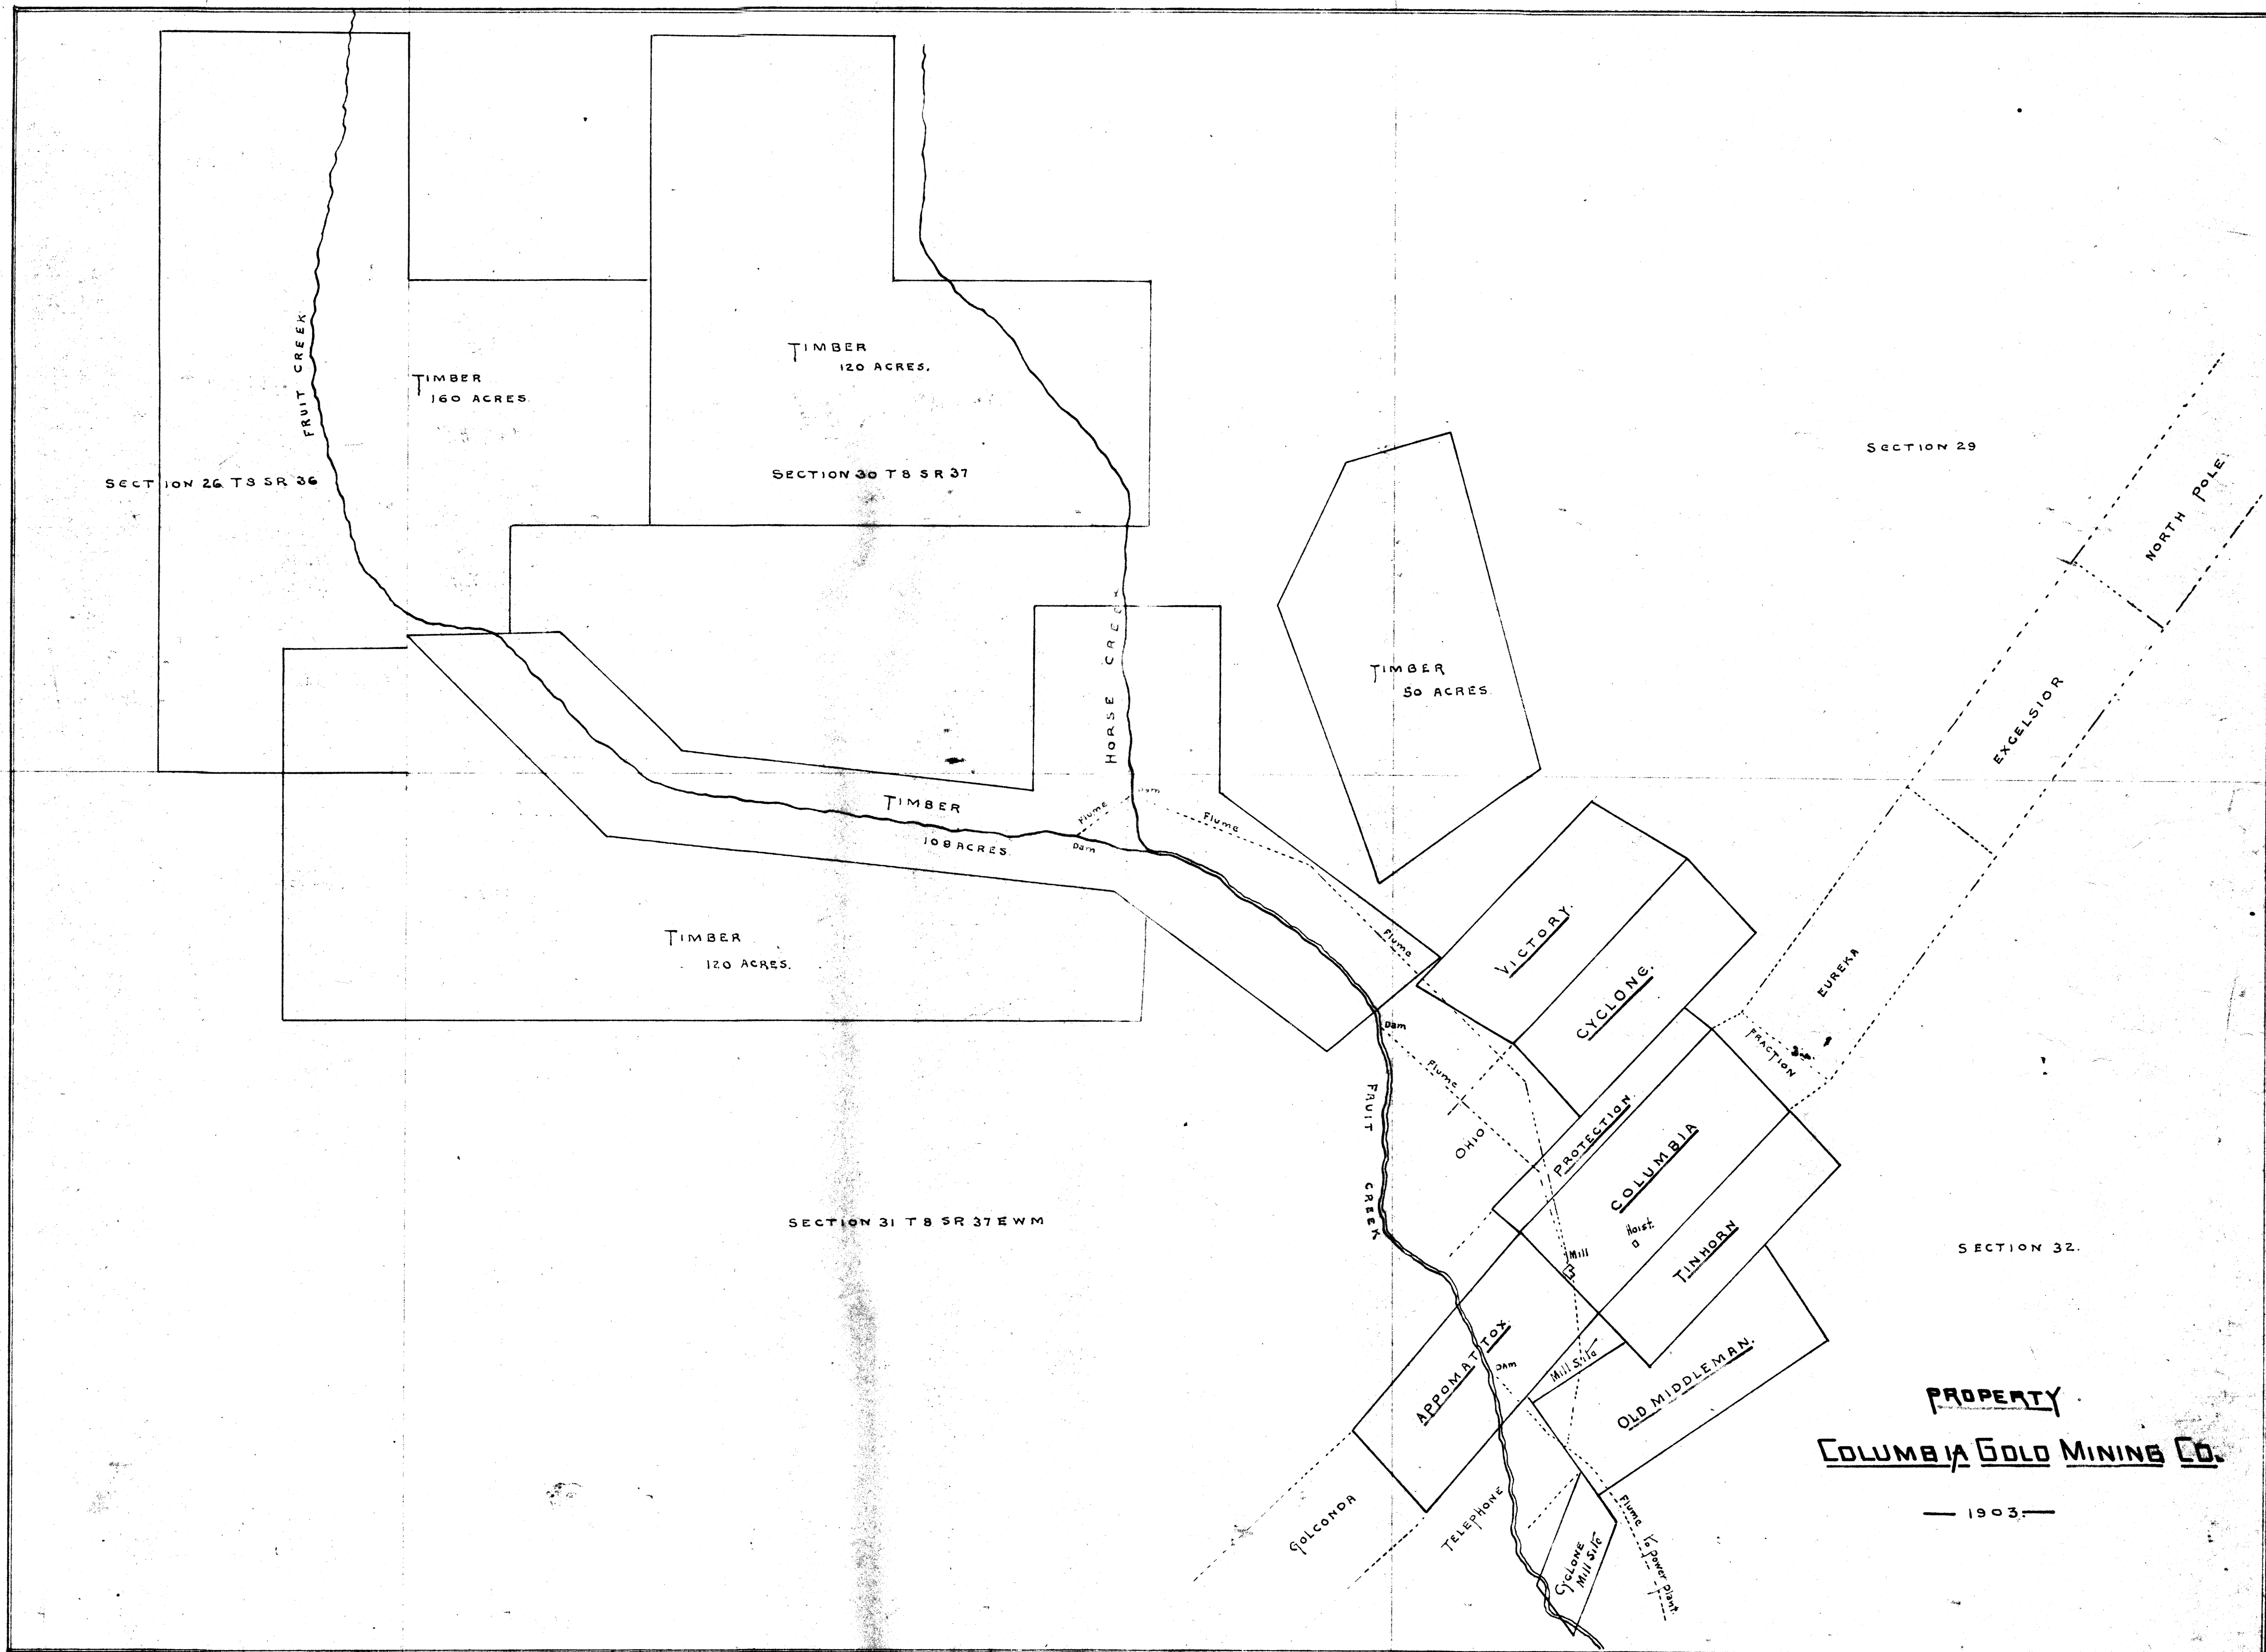 FRUIT CREEK
TIMBER
160 ACRES.
TIMBER
120 ACRES.
SECTION 26 T8 SR 36
SECTION 30 T8 SR 37
SECTION 29
NORTH POLE
HORSE CREEK
TIMBER
50 ACRES.
EXCELSIOR
TIMBER
108 ACRES.
Flume
Dam
Flume
Dam
Flume
TIMBER
120 ACRES.
VICTORY.
CYCLONE.
EUREKA
FRACTION
Dam
Flume
FRUIT CREEK
OHIO
PROTECTION.
COLUMBIA
Hoist.
Mill
TINHORN
SECTION 31 T 8 SR 37 E W M
SECTION 32.
APPOMATTOX.
Dam
Mill Site
OLD MIDDLEMAN.
GOLCONDA
TELEPHONE
CYCLONE
Mill Site
Flume to Power Plant.
PROPERTY.
COLUMBIA GOLD MINING CO.
— 1903. —